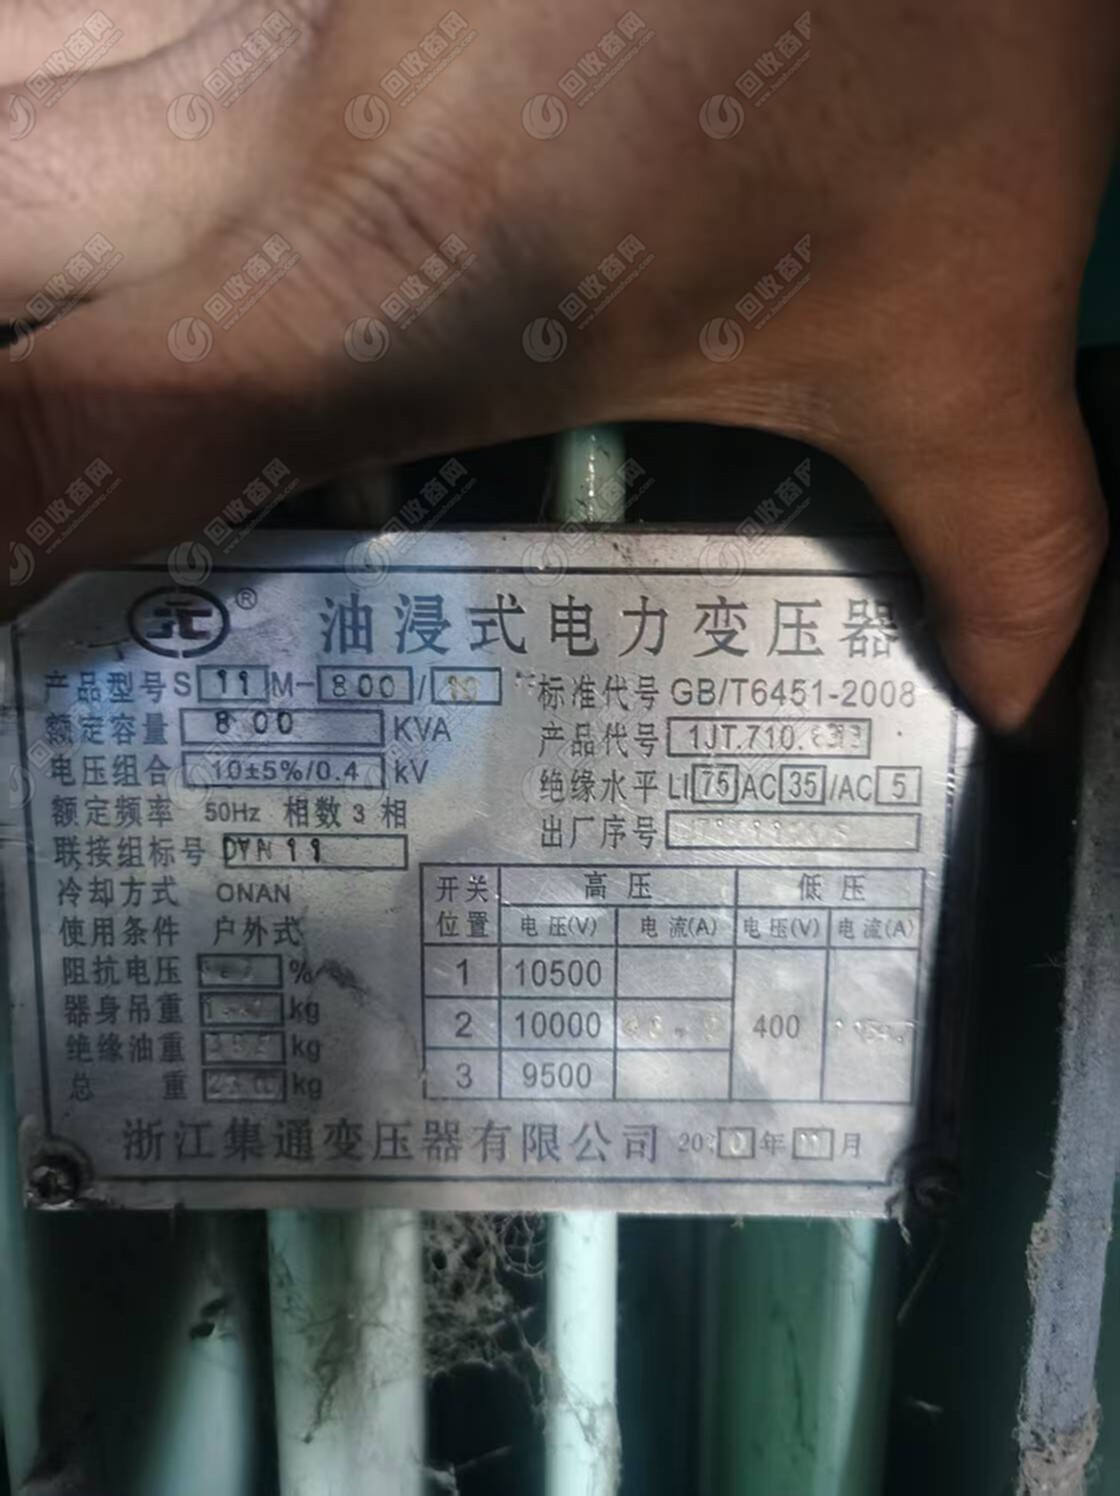 回收商网
®
油浸式电力变压器
产品型号 S 11 M-800/10
标准代号 GB/T6451-2008
额定容量 800 KVA
产品代号 1JT.710.
电压组合 10±5%/0.4 kV
绝缘水平 LI 75 AC 35 /AC 5
额定频率 50Hz 相数 3 相
出厂序号
联接组标号 DYN11
冷却方式 ONAN
使用条件 户外式
阻抗电压 %
器身吊重 kg
绝缘油重 kg
总 重 kg
开关位置 高压 低压
电压(V) 电流(A) 电压(V) 电流(A)
1 10500
2 10000 400
3 9500
浙江集通变压器有限公司 年 月